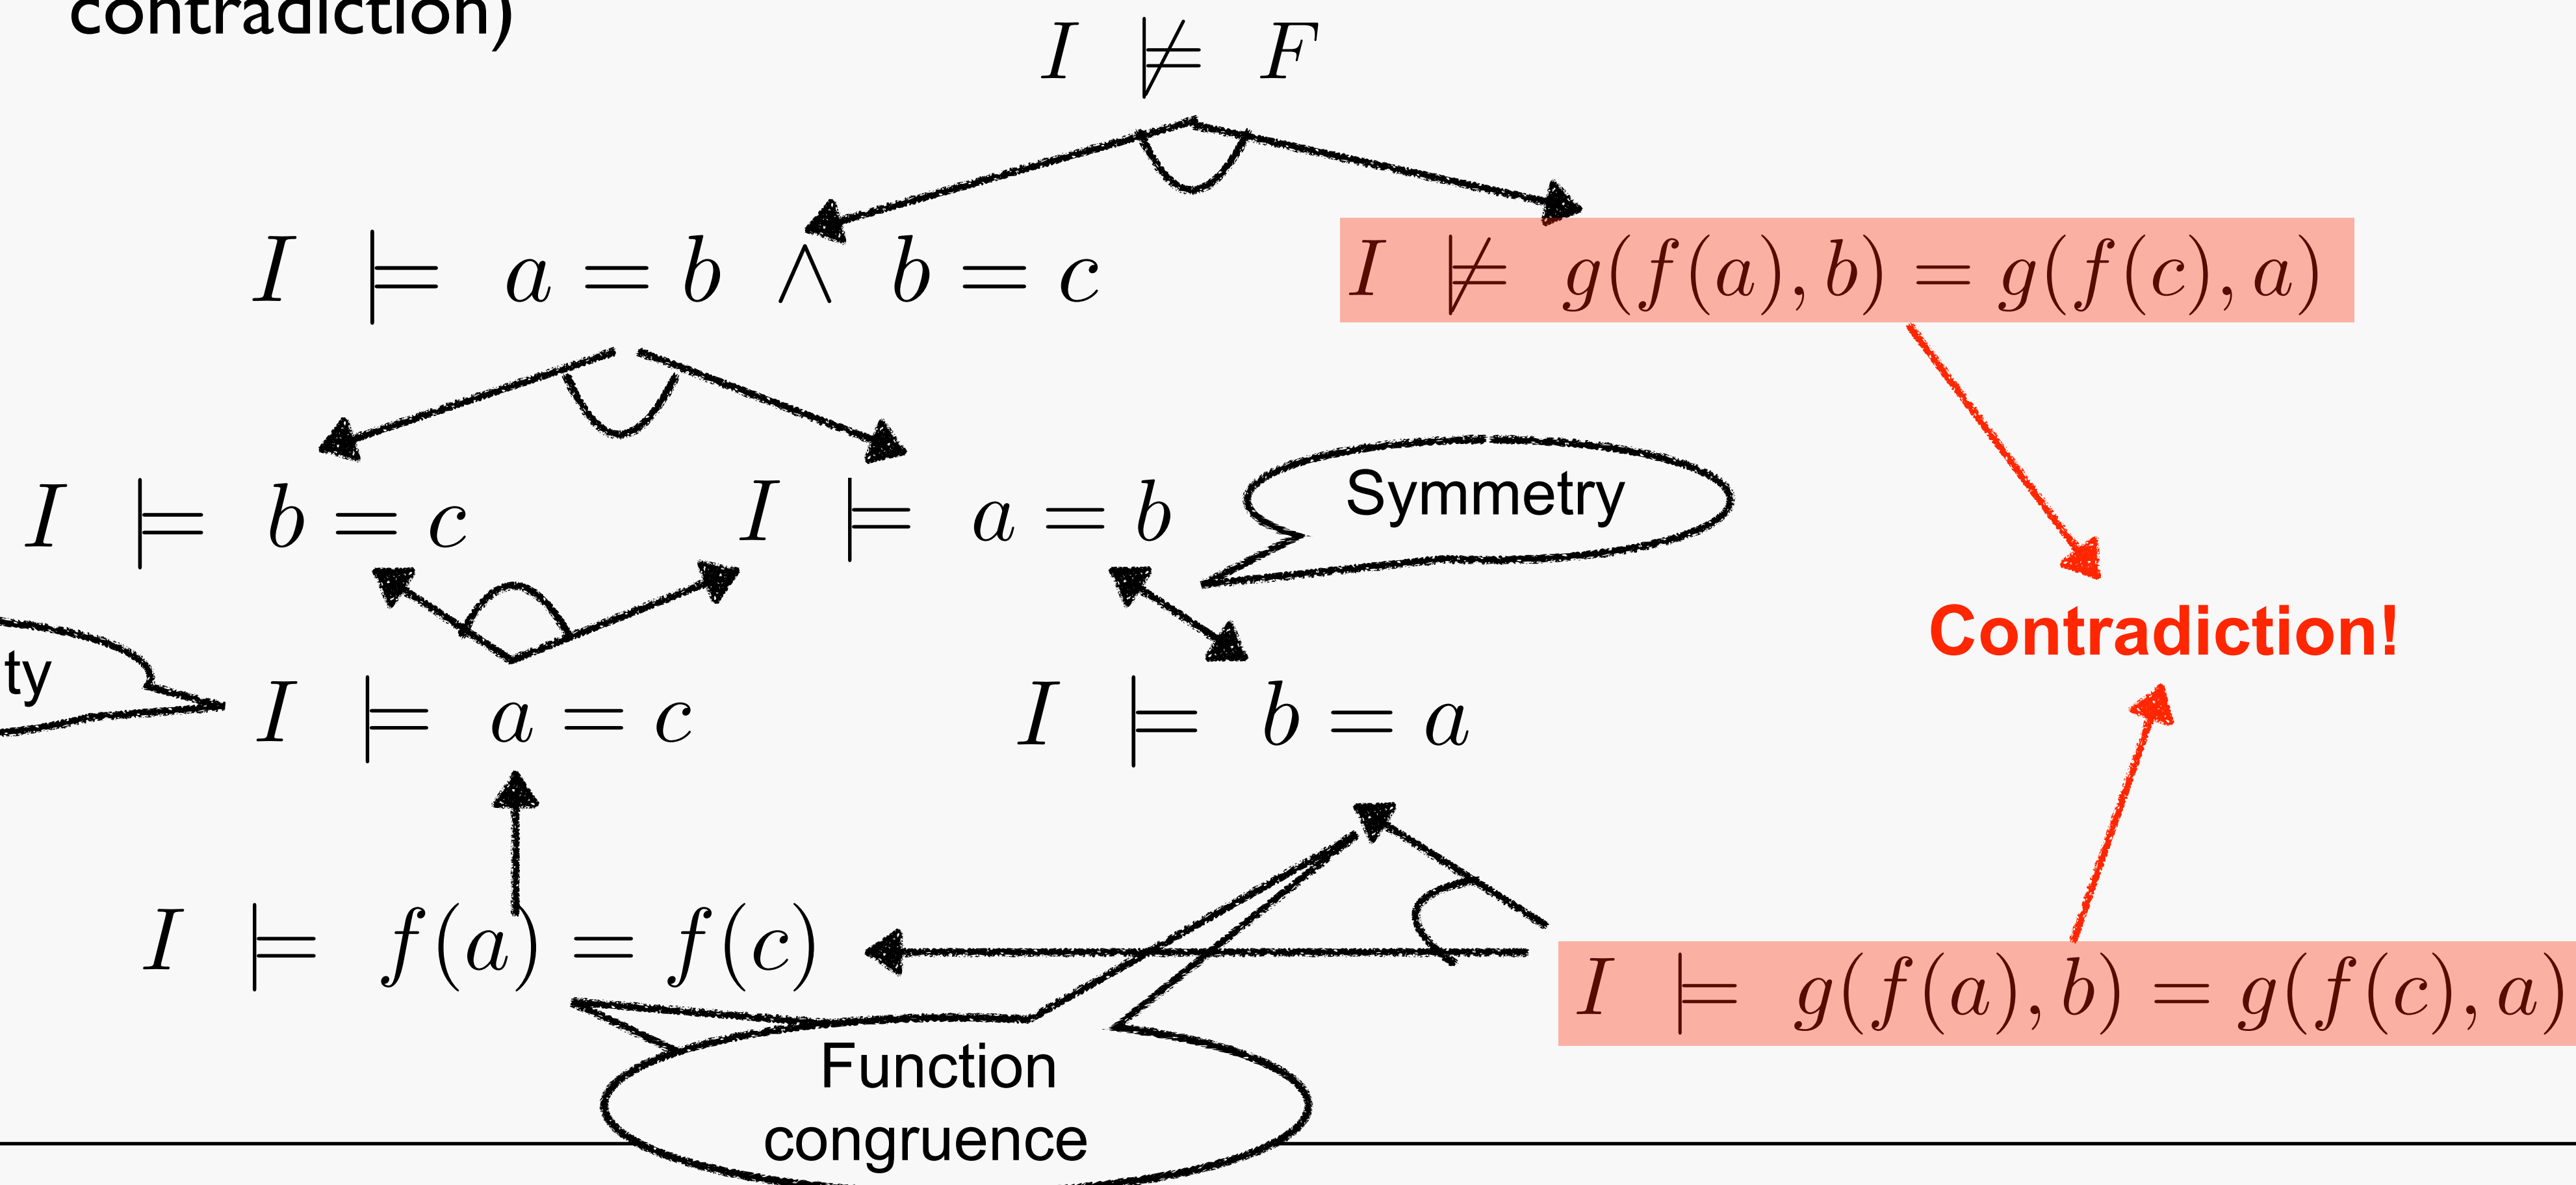 contradiction)
I ⊭ F
I ⊨ a = b ∧ b = c
I ⊭ g(f(a), b) = g(f(c), a)
I ⊨ b = c
I ⊨ a = b
Symmetry
Contradiction!
ty
I ⊨ a = c
I ⊨ b = a
I ⊨ f(a) = f(c)
I ⊨ g(f(a), b) = g(f(c), a)
Function
congruence